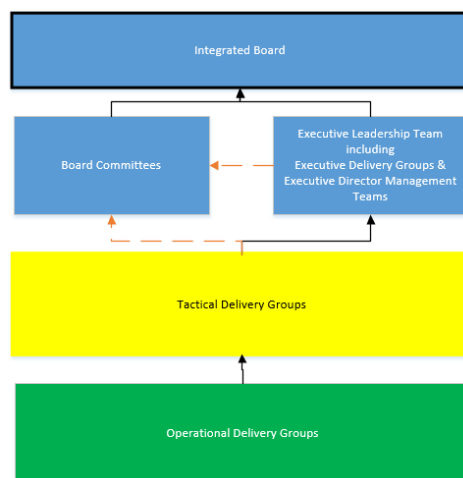 Integrated Board
Board Committees
Executive Leadership Team
including
Executive Delivery Groups &
Executive Director Management
Teams
Tactical Delivery Groups
Operational Delivery Groups